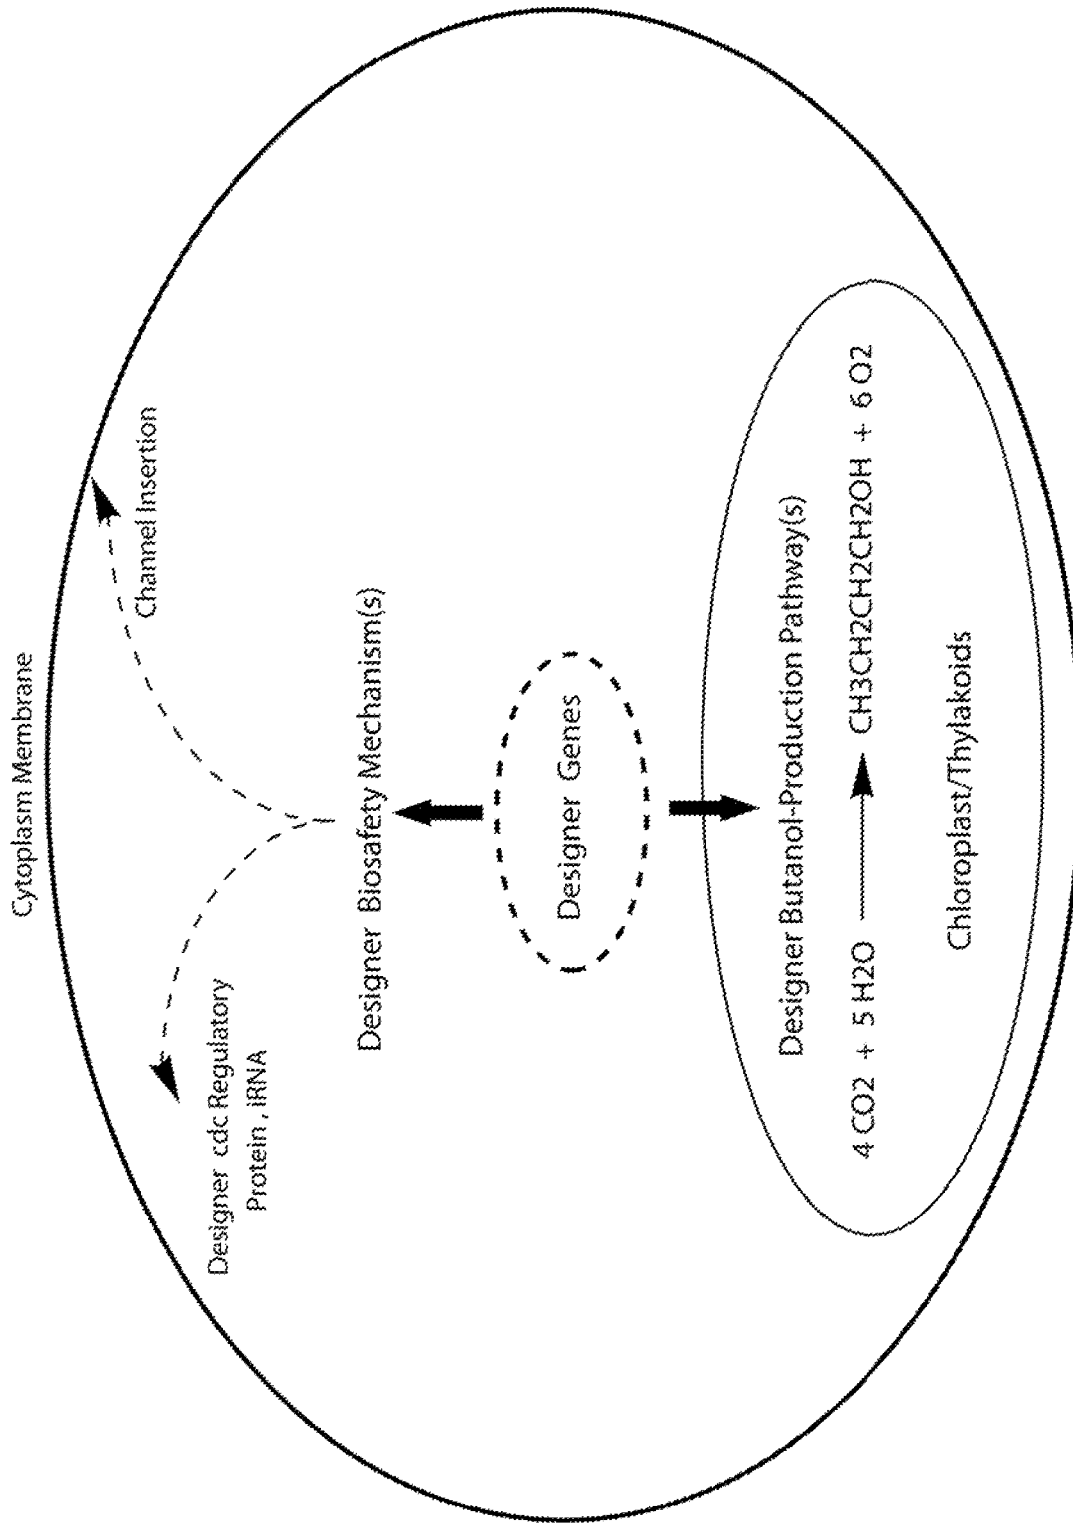 Cytoplasm Membrane
Channel Insertion
Designer cdc Regulatory
Protein , iRNA
Designer Biosafety Mechanism(s)
Designer Genes
Designer Butanol-Production Pathway(s)
4 CO2 + 5 H2O CH3CH2CH2CH2OH + 6 O2
Chloroplast/Thylakoids